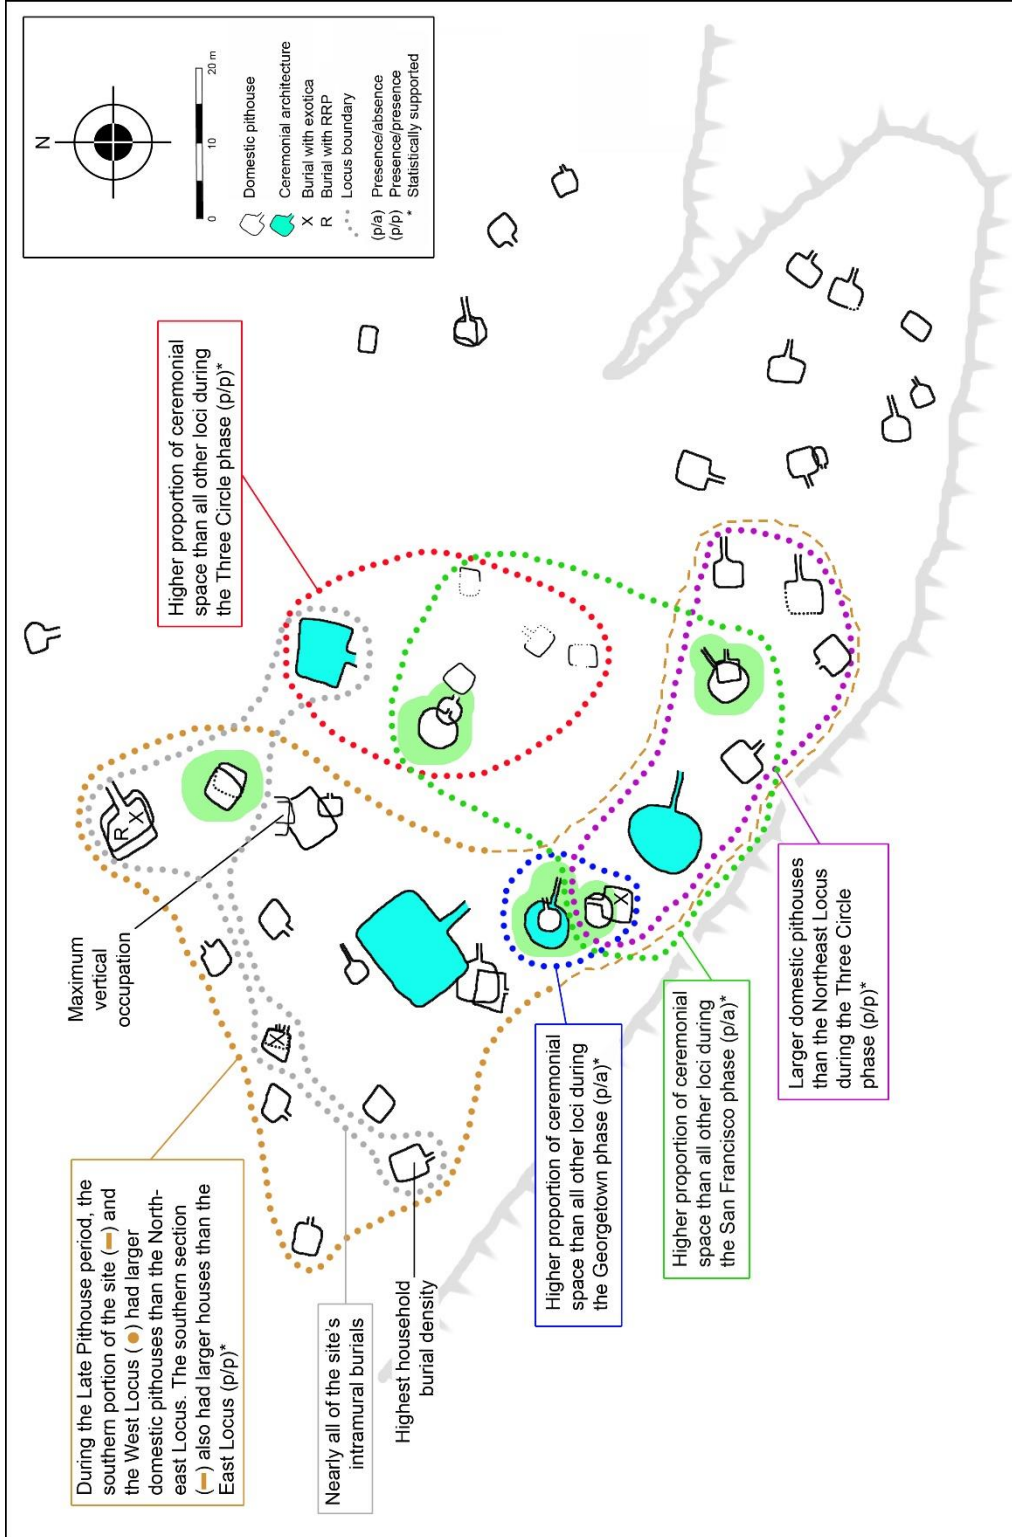 During the Late Pithouse period, the
southern portion of the site (━) and
the West Locus (●) had larger
domestic pithouses than the North-
east Locus. The southern section
(━) also had larger houses than the
East Locus (p/p)*
Nearly all of the site's
intramural burials
Highest household
burial density
Maximum
vertical
occupation
R
X
X
X
Higher proportion of ceremonial
space than all other loci during
the Three Circle phase (p/p)*
Higher proportion of ceremonial
space than all other loci during
the Georgetown phase (p/a)*
Higher proportion of ceremonial
space than all other loci during
the San Francisco phase (p/a)*
Larger domestic pithouses
than the Northeast Locus
during the Three Circle
phase (p/p)*
N
0 10 20 m
Domestic pithouse
Ceremonial architecture
X Burial with exotica
R Burial with RRP
Locus boundary
(p/a) Presence/absence
(p/p) Presence/presence
* Statistically supported